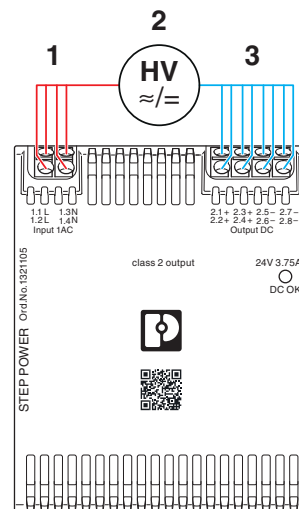 1
2
3
HV
≈/=
1.1 L 1.3 N
1.2 L 1.4 N
Input 1AC
2.1 + 2.3 + 2.5 – 2.7 –
2.2 + 2.4 + 2.6 – 2.8 –
Output DC
class 2 output
24V 3.75A
DC OK
STEP POWER Ord.No.1321105